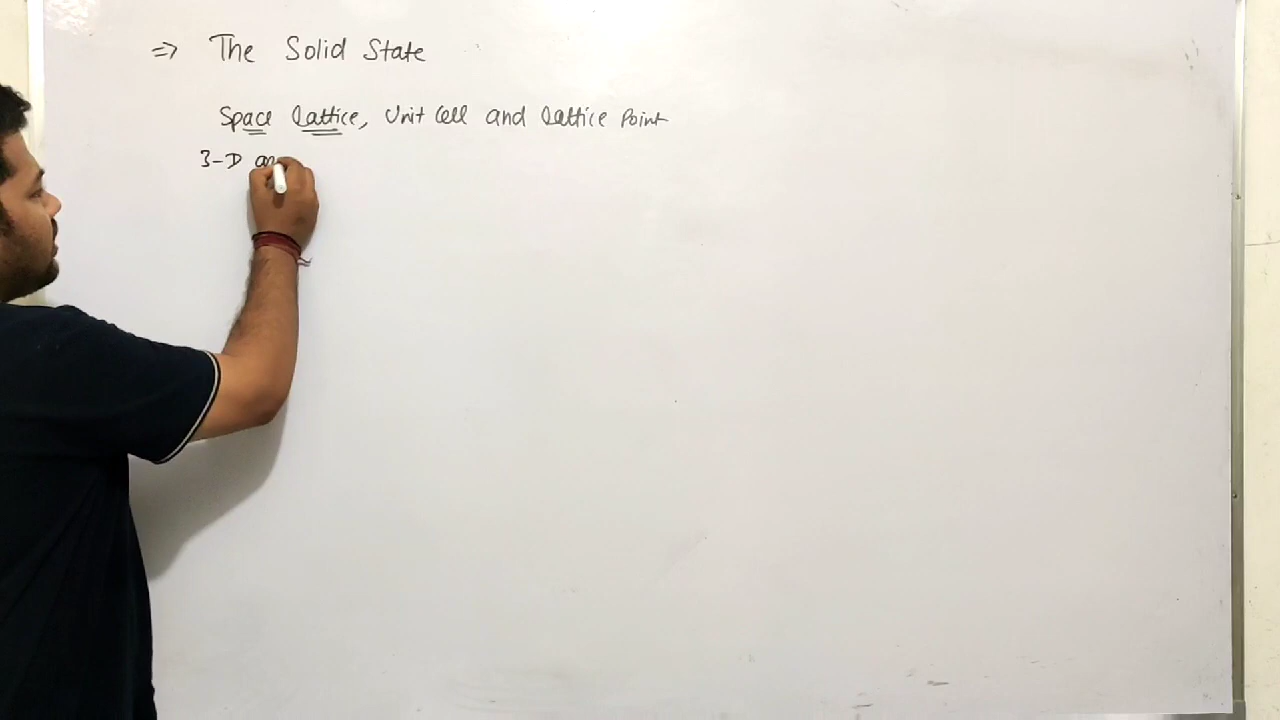 ⇒ The Solid State
Space lattice, Unit Cell and lattice Point
3-D